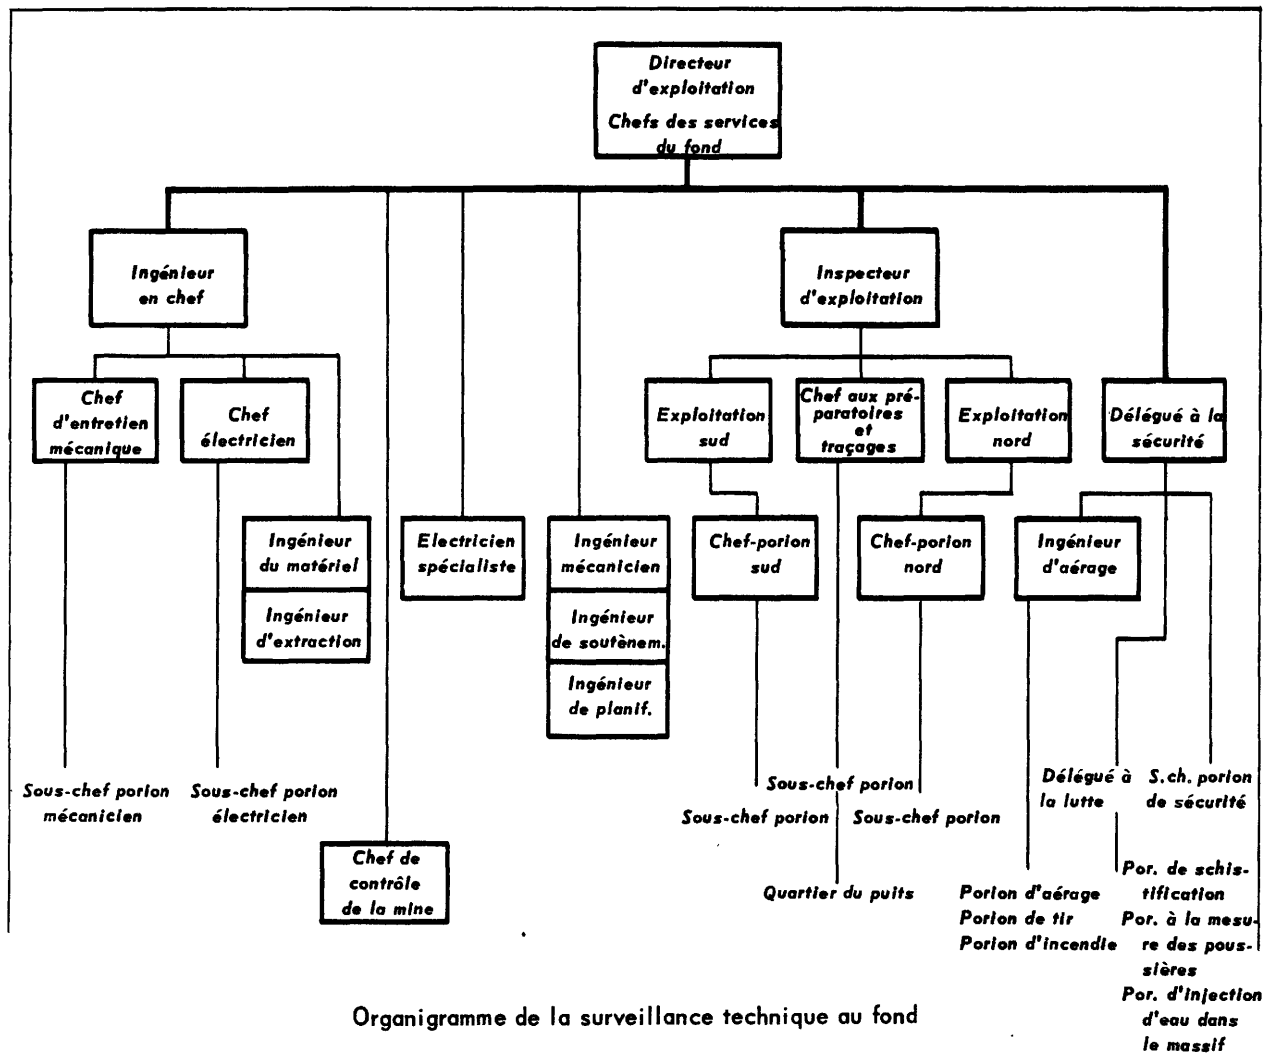 Directeur
d'exploitation
Chefs des services
du fond
Ingénieur
en chef
Inspecteur
d'exploitation
Chef
d'entretien
mécanique
Chef
électricien
Exploitation
sud
Chef aux pré-
paratoires
et
traçages
Exploitation
nord
Délégué à la
sécurité
Ingénieur
du matériel
Ingénieur
d'extraction
Electricien
spécialiste
Ingénieur
mécanicien
Ingénieur
de soutènem.
Ingénieur
de planif.
Chef-porion
sud
Chef-porion
nord
Ingénieur
d'aérage
Sous-chef porion
mécanicien
Sous-chef porion
électricien
Sous-chef porion
Sous-chef porion
Sous-chef porion
Délégué à
la lutte
S.ch. porion
de sécurité
Chef de
contrôle
de la mine
Quartier du puits
Porion d'aérage
Porion de tir
Porion d'incendie
Por. de schis-
tification
Por. à la mesu-
re des pous-
sières
Por. d'injection
d'eau dans
le massif
Organigramme de la surveillance technique au fond